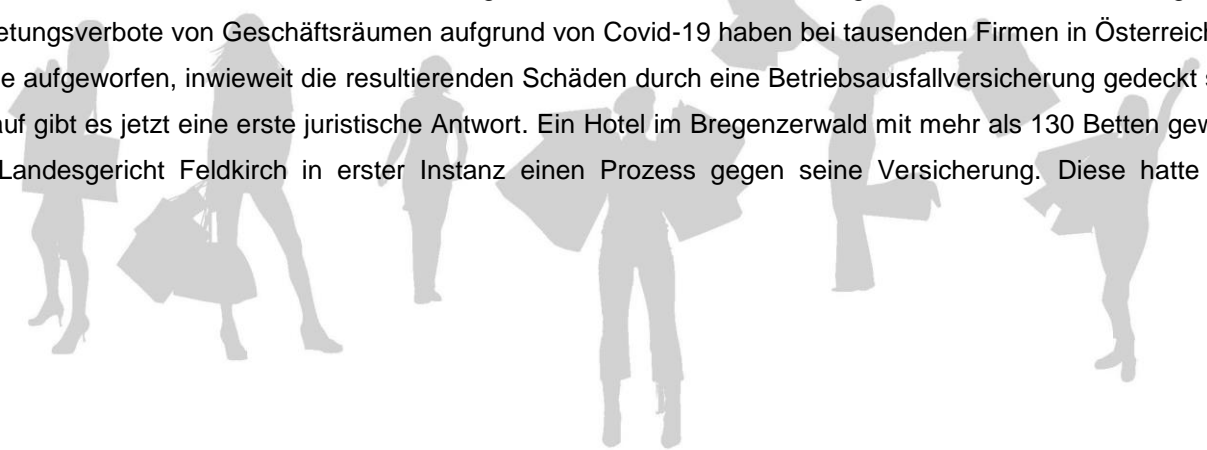 etungsverbote von Geschäftsräumen aufgrund von Covid-19 haben bei tausenden Firmen in Österreich
e aufgeworfen, inwieweit die resultierenden Schäden durch eine Betriebsausfallversicherung gedeckt s
uf gibt es jetzt eine erste juristische Antwort. Ein Hotel im Bregenzerwald mit mehr als 130 Betten gew
Landesgericht Feldkirch in erster Instanz einen Prozess gegen seine Versicherung. Diese hatte